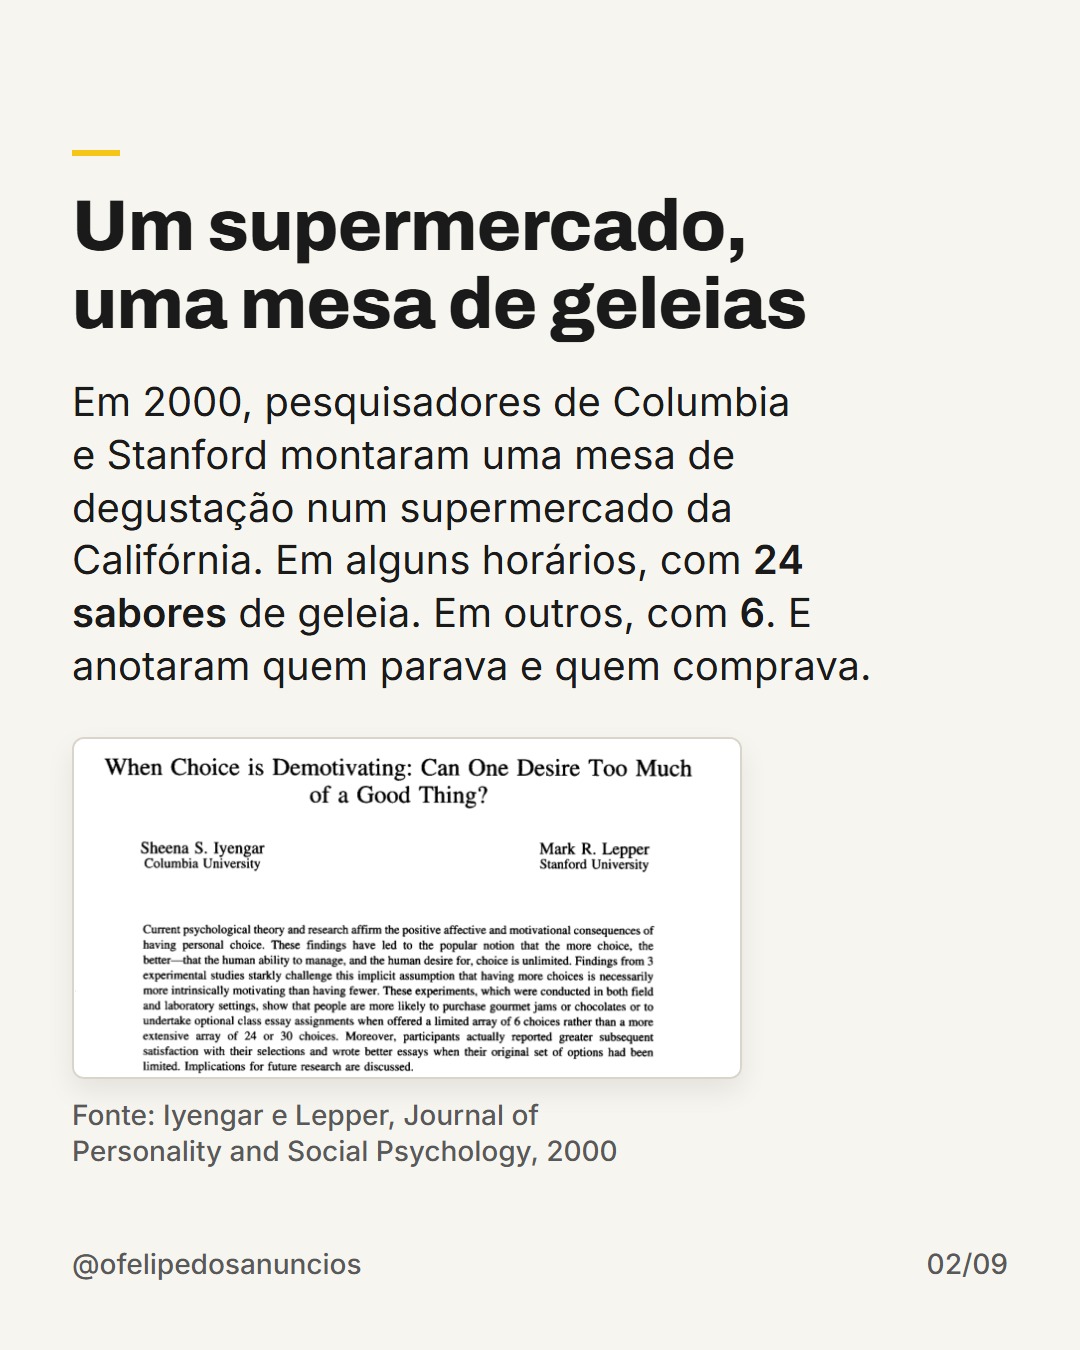 Um supermercado,
uma mesa de geleias
Em 2000, pesquisadores de Columbia
e Stanford montaram uma mesa de
degustação num supermercado da
Califórnia. Em alguns horários, com 24
sabores de geleia. Em outros, com 6. E
anotaram quem parava e quem comprava.
When Choice is Demotivating: Can One Desire Too Much
of a Good Thing?
Sheena S. Iyengar
Columbia University
Mark R. Lepper
Stanford University
Current psychological theory and research affirm the positive affective and motivational consequences of
having personal choice. These findings have led to the popular notion that the more choice, the
better—that the human ability to manage, and the human desire for, choice is unlimited. Findings from 3
experimental studies starkly challenge this implicit assumption that having more choices is necessarily
more intrinsically motivating than having fewer. These experiments, which were conducted in both field
and laboratory settings, show that people are more likely to purchase gourmet jams or chocolates or to
undertake optional class essay assignments when offered a limited array of 6 choices rather than a more
extensive array of 24 or 30 choices. Moreover, participants actually reported greater subsequent
satisfaction with their selections and wrote better essays when their original set of options had been
limited. Implications for future research are discussed.
Fonte: Iyengar e Lepper, Journal of
Personality and Social Psychology, 2000
@ofelipedosanuncios
02/09